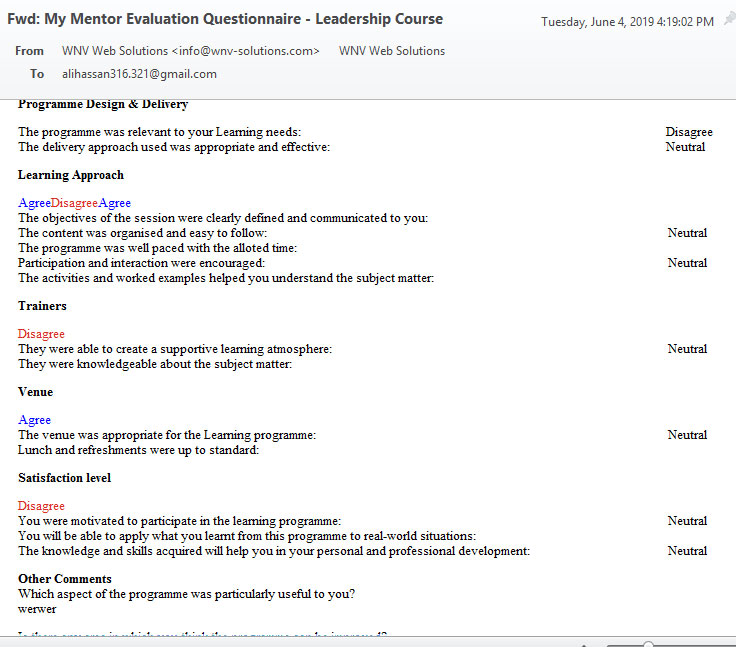 Fwd: My Mentor Evaluation Questionnaire - Leadership Course
Tuesday, June 4, 2019 4:19:02 PM
From WNV Web Solutions <info@wnv-solutions.com> WNV Web Solutions
To alihassan316.321@gmail.com
Programme Design & Delivery
The programme was relevant to your Learning needs: Disagree
The delivery approach used was appropriate and effective: Neutral
Learning Approach
AgreeDisagreeAgree
The objectives of the session were clearly defined and communicated to you:
The content was organised and easy to follow: Neutral
The programme was well paced with the alloted time:
Participation and interaction were encouraged: Neutral
The activities and worked examples helped you understand the subject matter:
Trainers
Disagree
They were able to create a supportive learning atmosphere: Neutral
They were knowledgeable about the subject matter:
Venue
Agree
The venue was appropriate for the Learning programme: Neutral
Lunch and refreshments were up to standard:
Satisfaction level
Disagree
You were motivated to participate in the learning programme: Neutral
You will be able to apply what you learnt from this programme to real-world situations:
The knowledge and skills acquired will help you in your personal and professional development: Neutral
Other Comments
Which aspect of the programme was particularly useful to you?
werwer